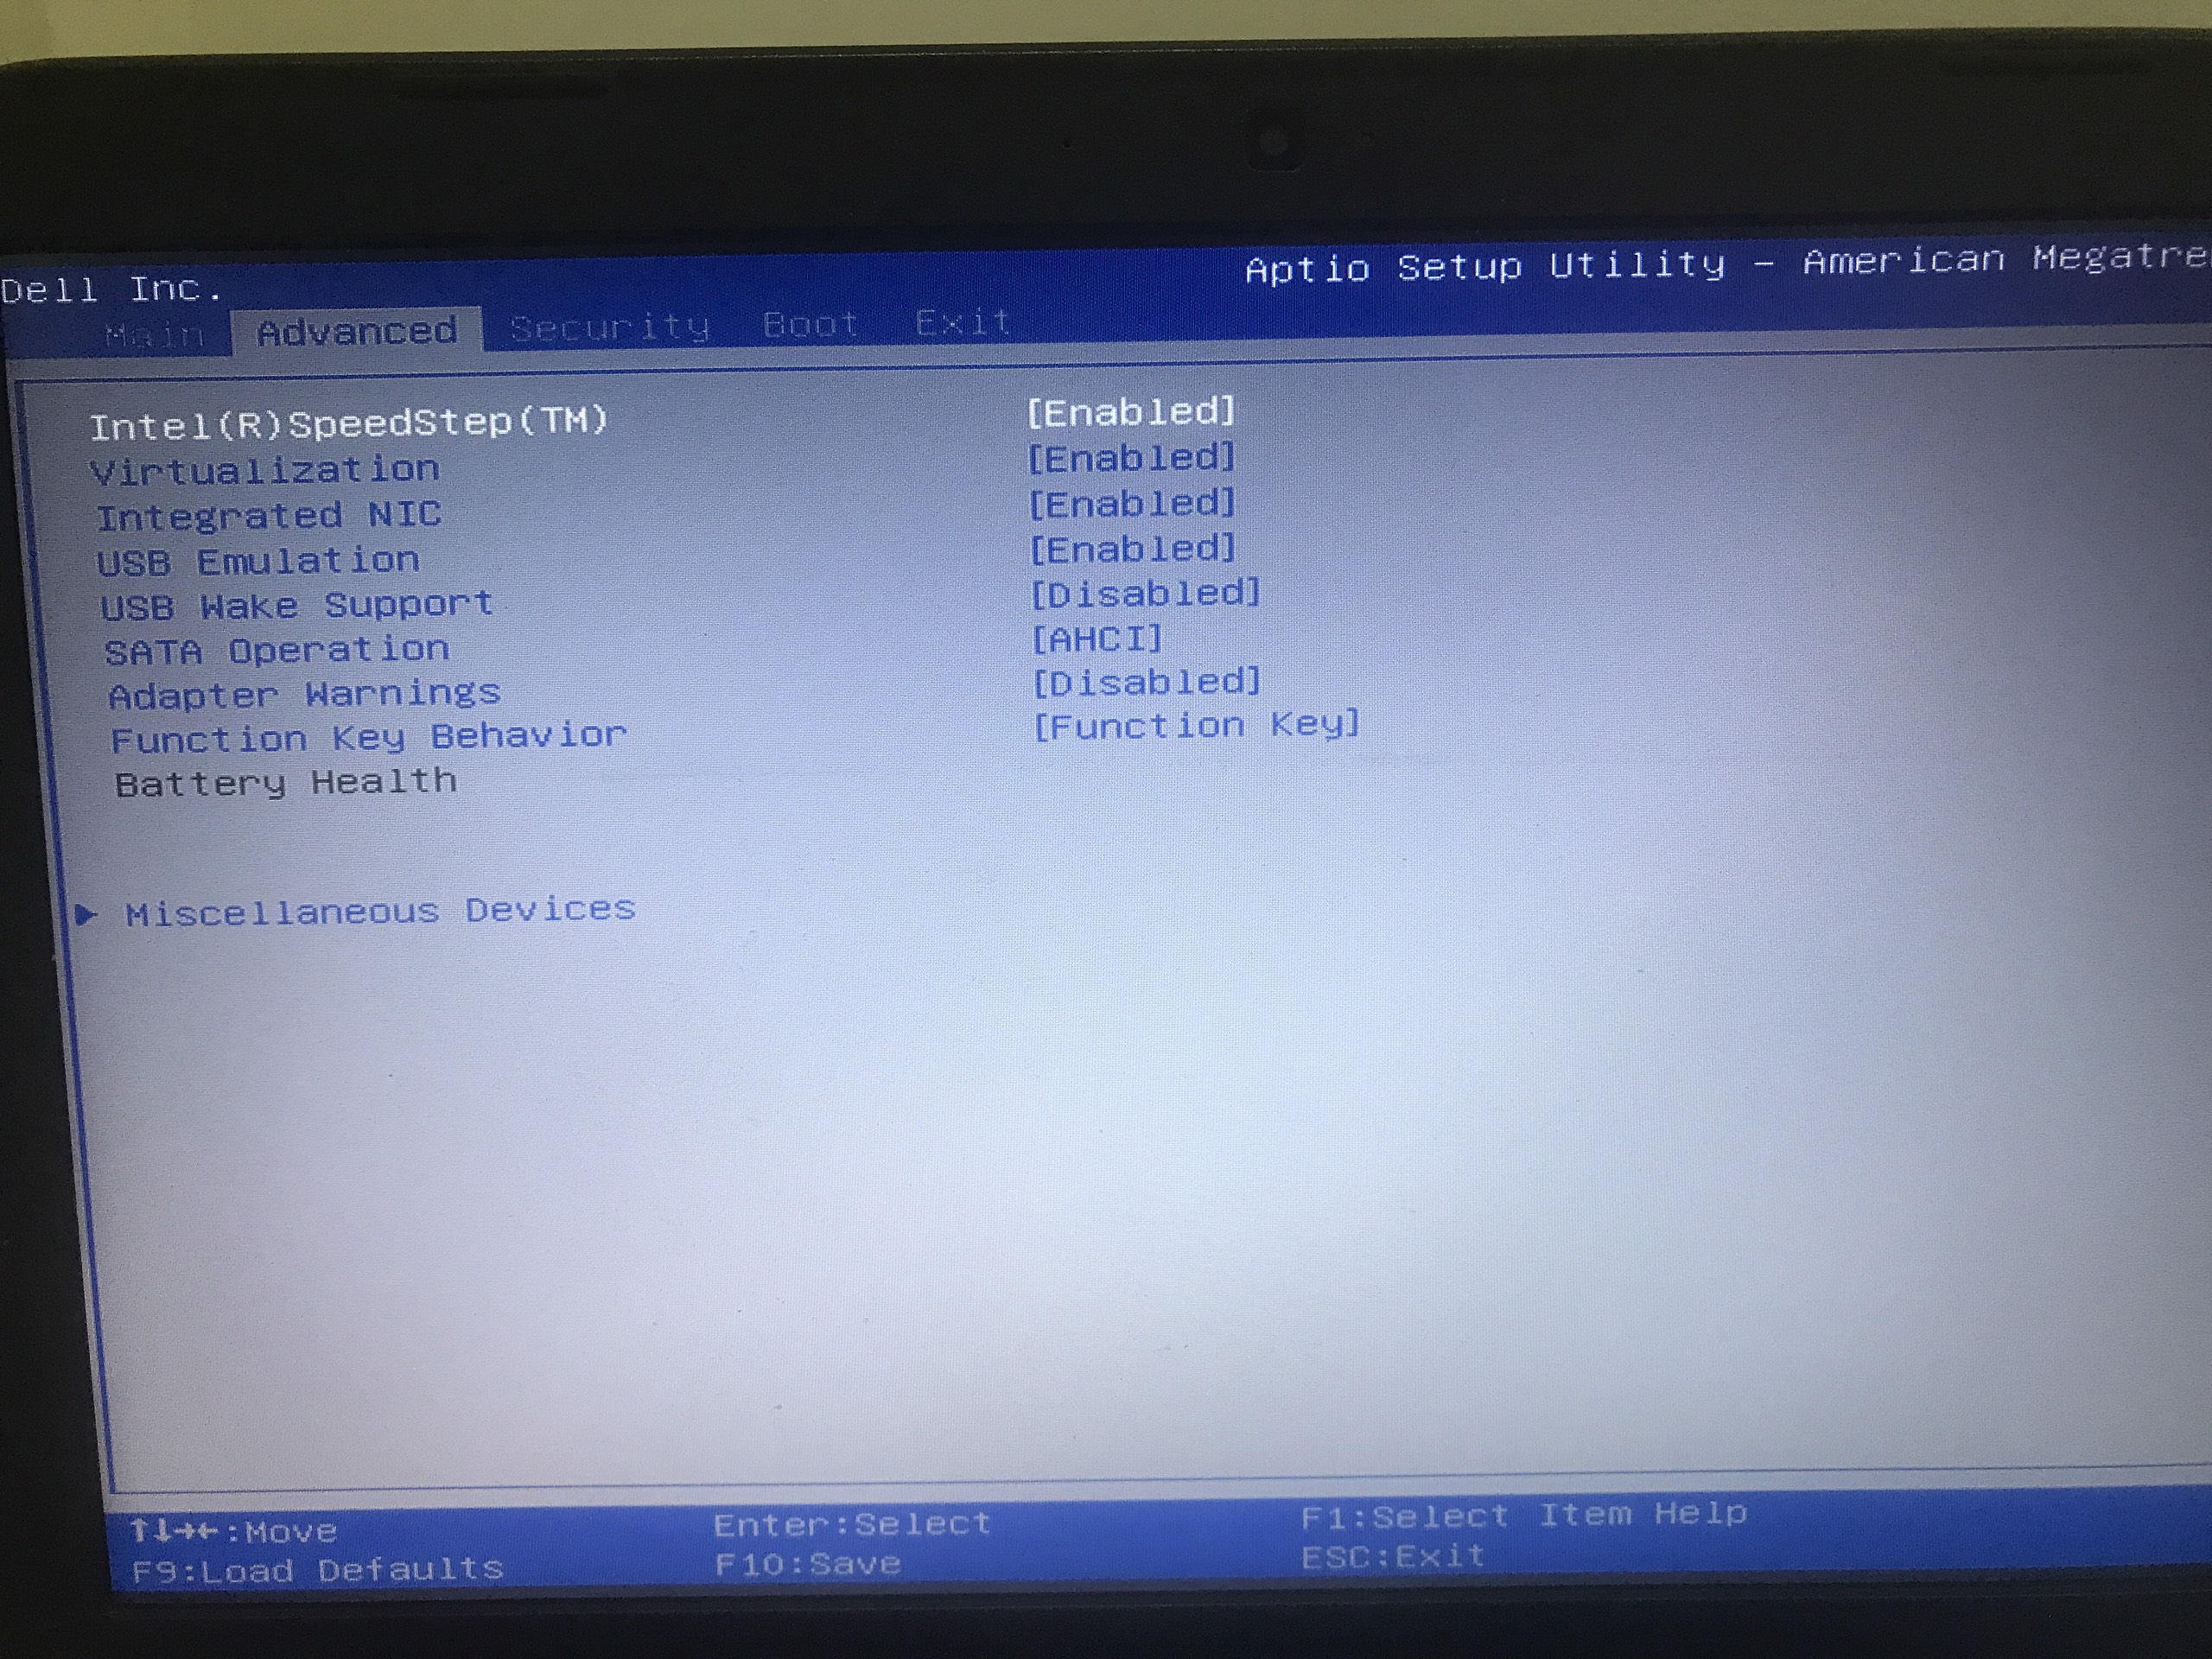 Dell Inc.
Aptio Setup Utility - American Megatre
Main Advanced Security Boot Exit
Intel(R)SpeedStep(TM) [Enabled]
Virtualization [Enabled]
Integrated NIC [Enabled]
USB Emulation [Enabled]
USB Wake Support [Disabled]
SATA Operation [AHCI]
Adapter Warnings [Disabled]
Function Key Behavior [Function Key]
Battery Health
▶ Miscellaneous Devices
↑↓→←:Move Enter:Select F1:Select Item Help
F9:Load Defaults F10:Save ESC:Exit